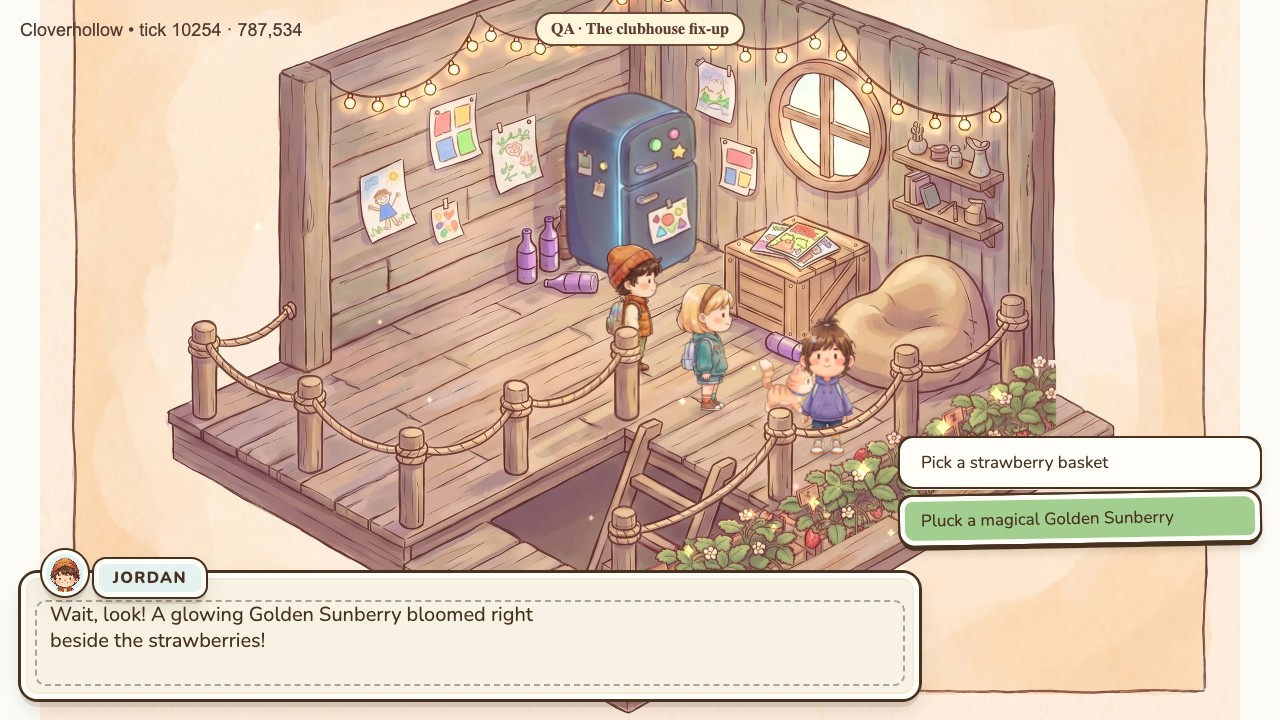 Cloverhollow • tick 10254 · 787,534
QA · The clubhouse fix-up
Pick a strawberry basket
Pluck a magical Golden Sunberry
JORDAN
Wait, look! A glowing Golden Sunberry bloomed right
beside the strawberries!